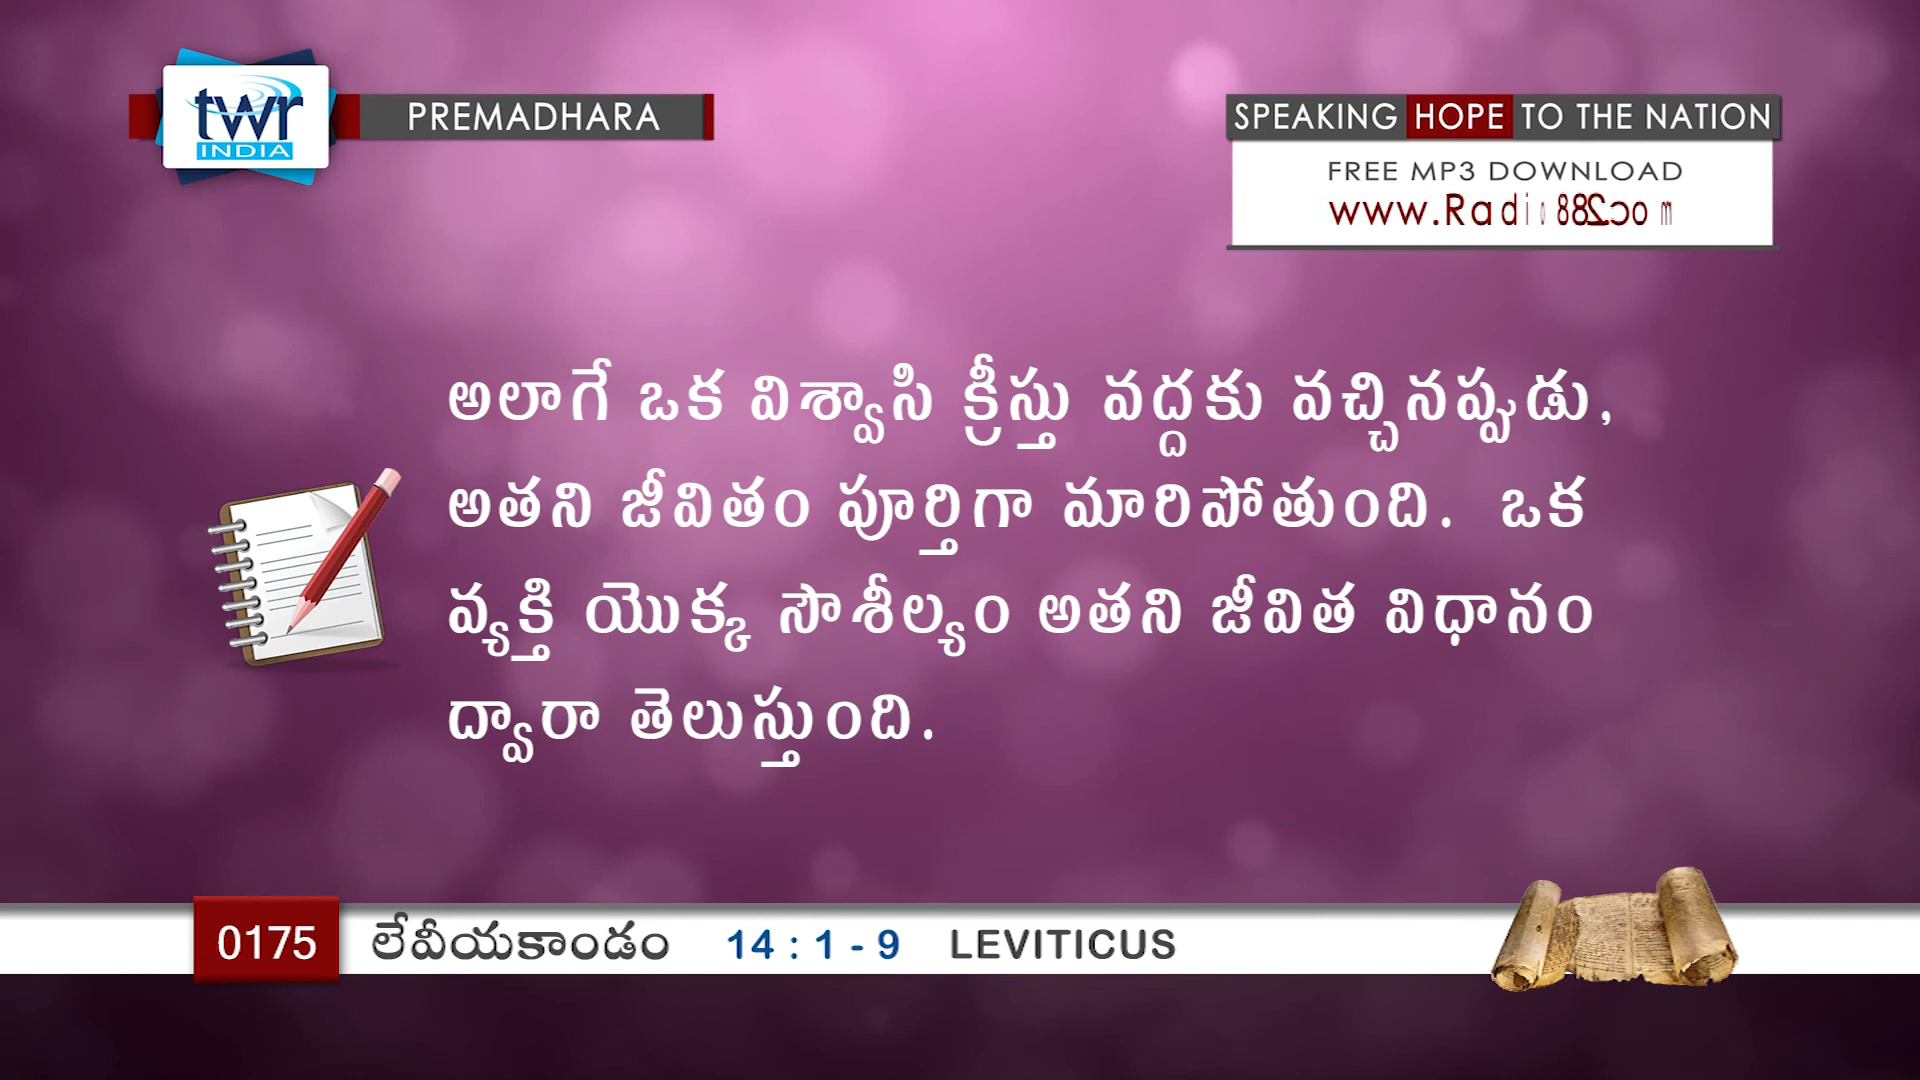 twr
INDIA
PREMADHARA
SPEAKING HOPE TO THE NATION
FREE MP3 DOWNLOAD
అలాగే ఒక విశ్వాసి క్రీస్తు వద్దకు వచ్చినప్పుడు,
అతని జీవితం పూర్తిగా మారిపోతుంది. ఒక
వ్యక్తి యొక్క సౌశీల్యం అతని జీవిత విధానం
ద్వారా తెలుస్తుంది.
0175 లేవీయకాండం 14 : 1 - 9 LEVITICUS